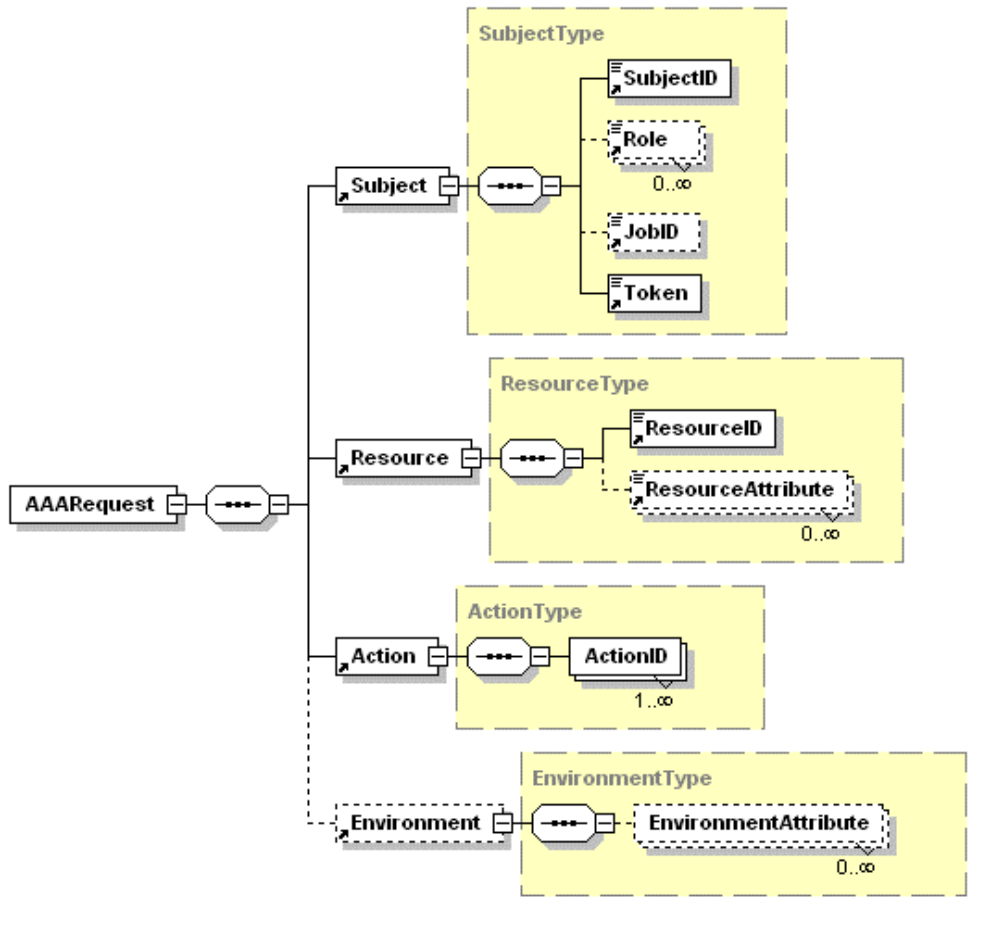 SubjectType
SubjectID
Role
0..∞
Subject
JobID
Token
ResourceType
ResourceID
Resource
ResourceAttribute
0..∞
AAARequest
ActionType
Action
ActionID
1..∞
EnvironmentType
Environment
EnvironmentAttribute
0..∞